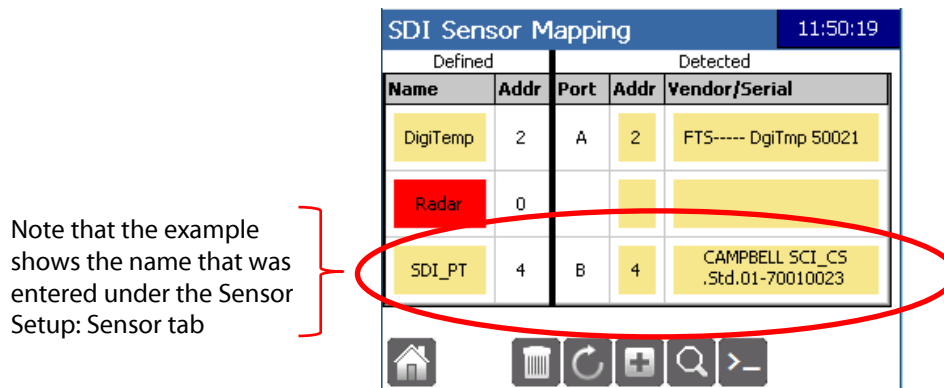 SDI Sensor Mapping 11:50:19
Defined Detected
Name Addr Port Addr Vendor/Serial
DigiTemp 2 A 2 FTS----- DgiTmp 50021
Radar 0
SDI_PT 4 B 4 CAMPBELL SCI_CS
.Std.01-70010023
Note that the example
shows the name that was
entered under the Sensor
Setup: Sensor tab
>_